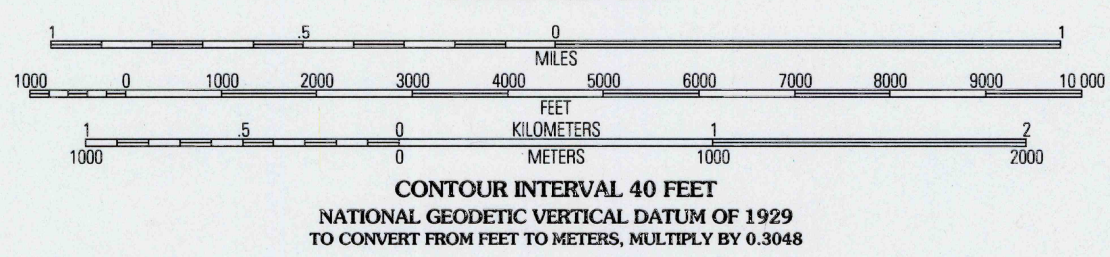 1 .5 0 1
MILES
1000 0 1000 2000 3000 4000 5000 6000 7000 8000 9000 10 000
FEET
1 .5 0 KILOMETERS 1 2
1000 0 METERS 1000 2000
CONTOUR INTERVAL 40 FEET
NATIONAL GEODETIC VERTICAL DATUM OF 1929
TO CONVERT FROM FEET TO METERS, MULTIPLY BY 0.3048